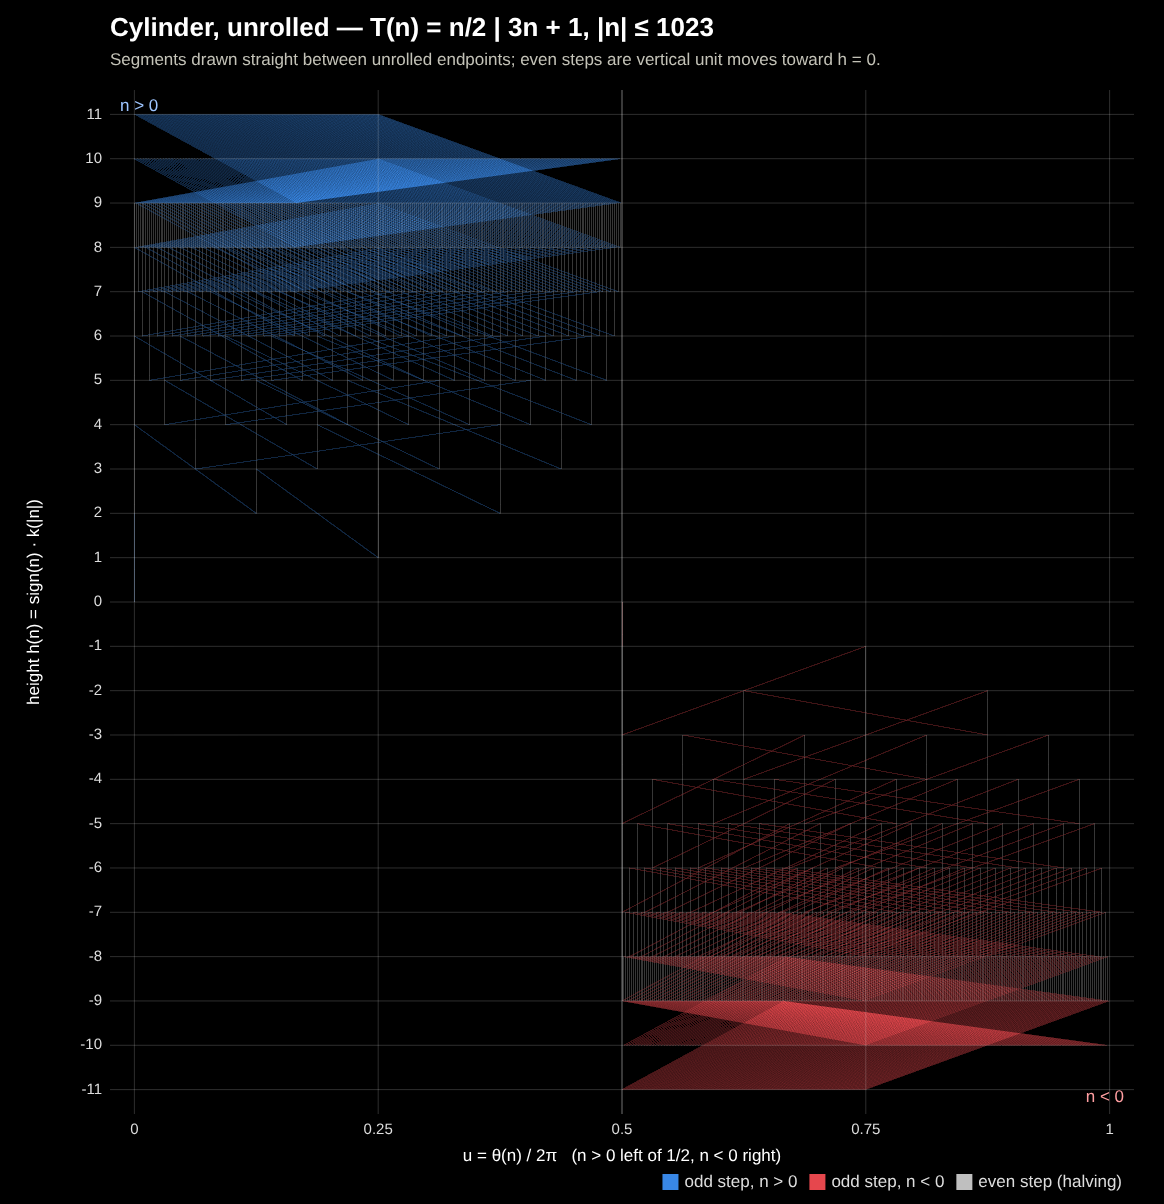 Cylinder, unrolled — T(n) = n/2 | 3n + 1, |n| ≤ 1023
Segments drawn straight between unrolled endpoints; even steps are vertical unit moves toward h = 0.
n > 0
11
10
9
8
7
6
5
4
3
2
1
0
-1
-2
-3
-4
-5
-6
-7
-8
-9
-10
-11
height h(n) = sign(n) · k(|n|)
n < 0
0 0.25 0.5 0.75 1
u = θ(n) / 2π (n > 0 left of 1/2, n < 0 right)
odd step, n > 0 odd step, n < 0 even step (halving)